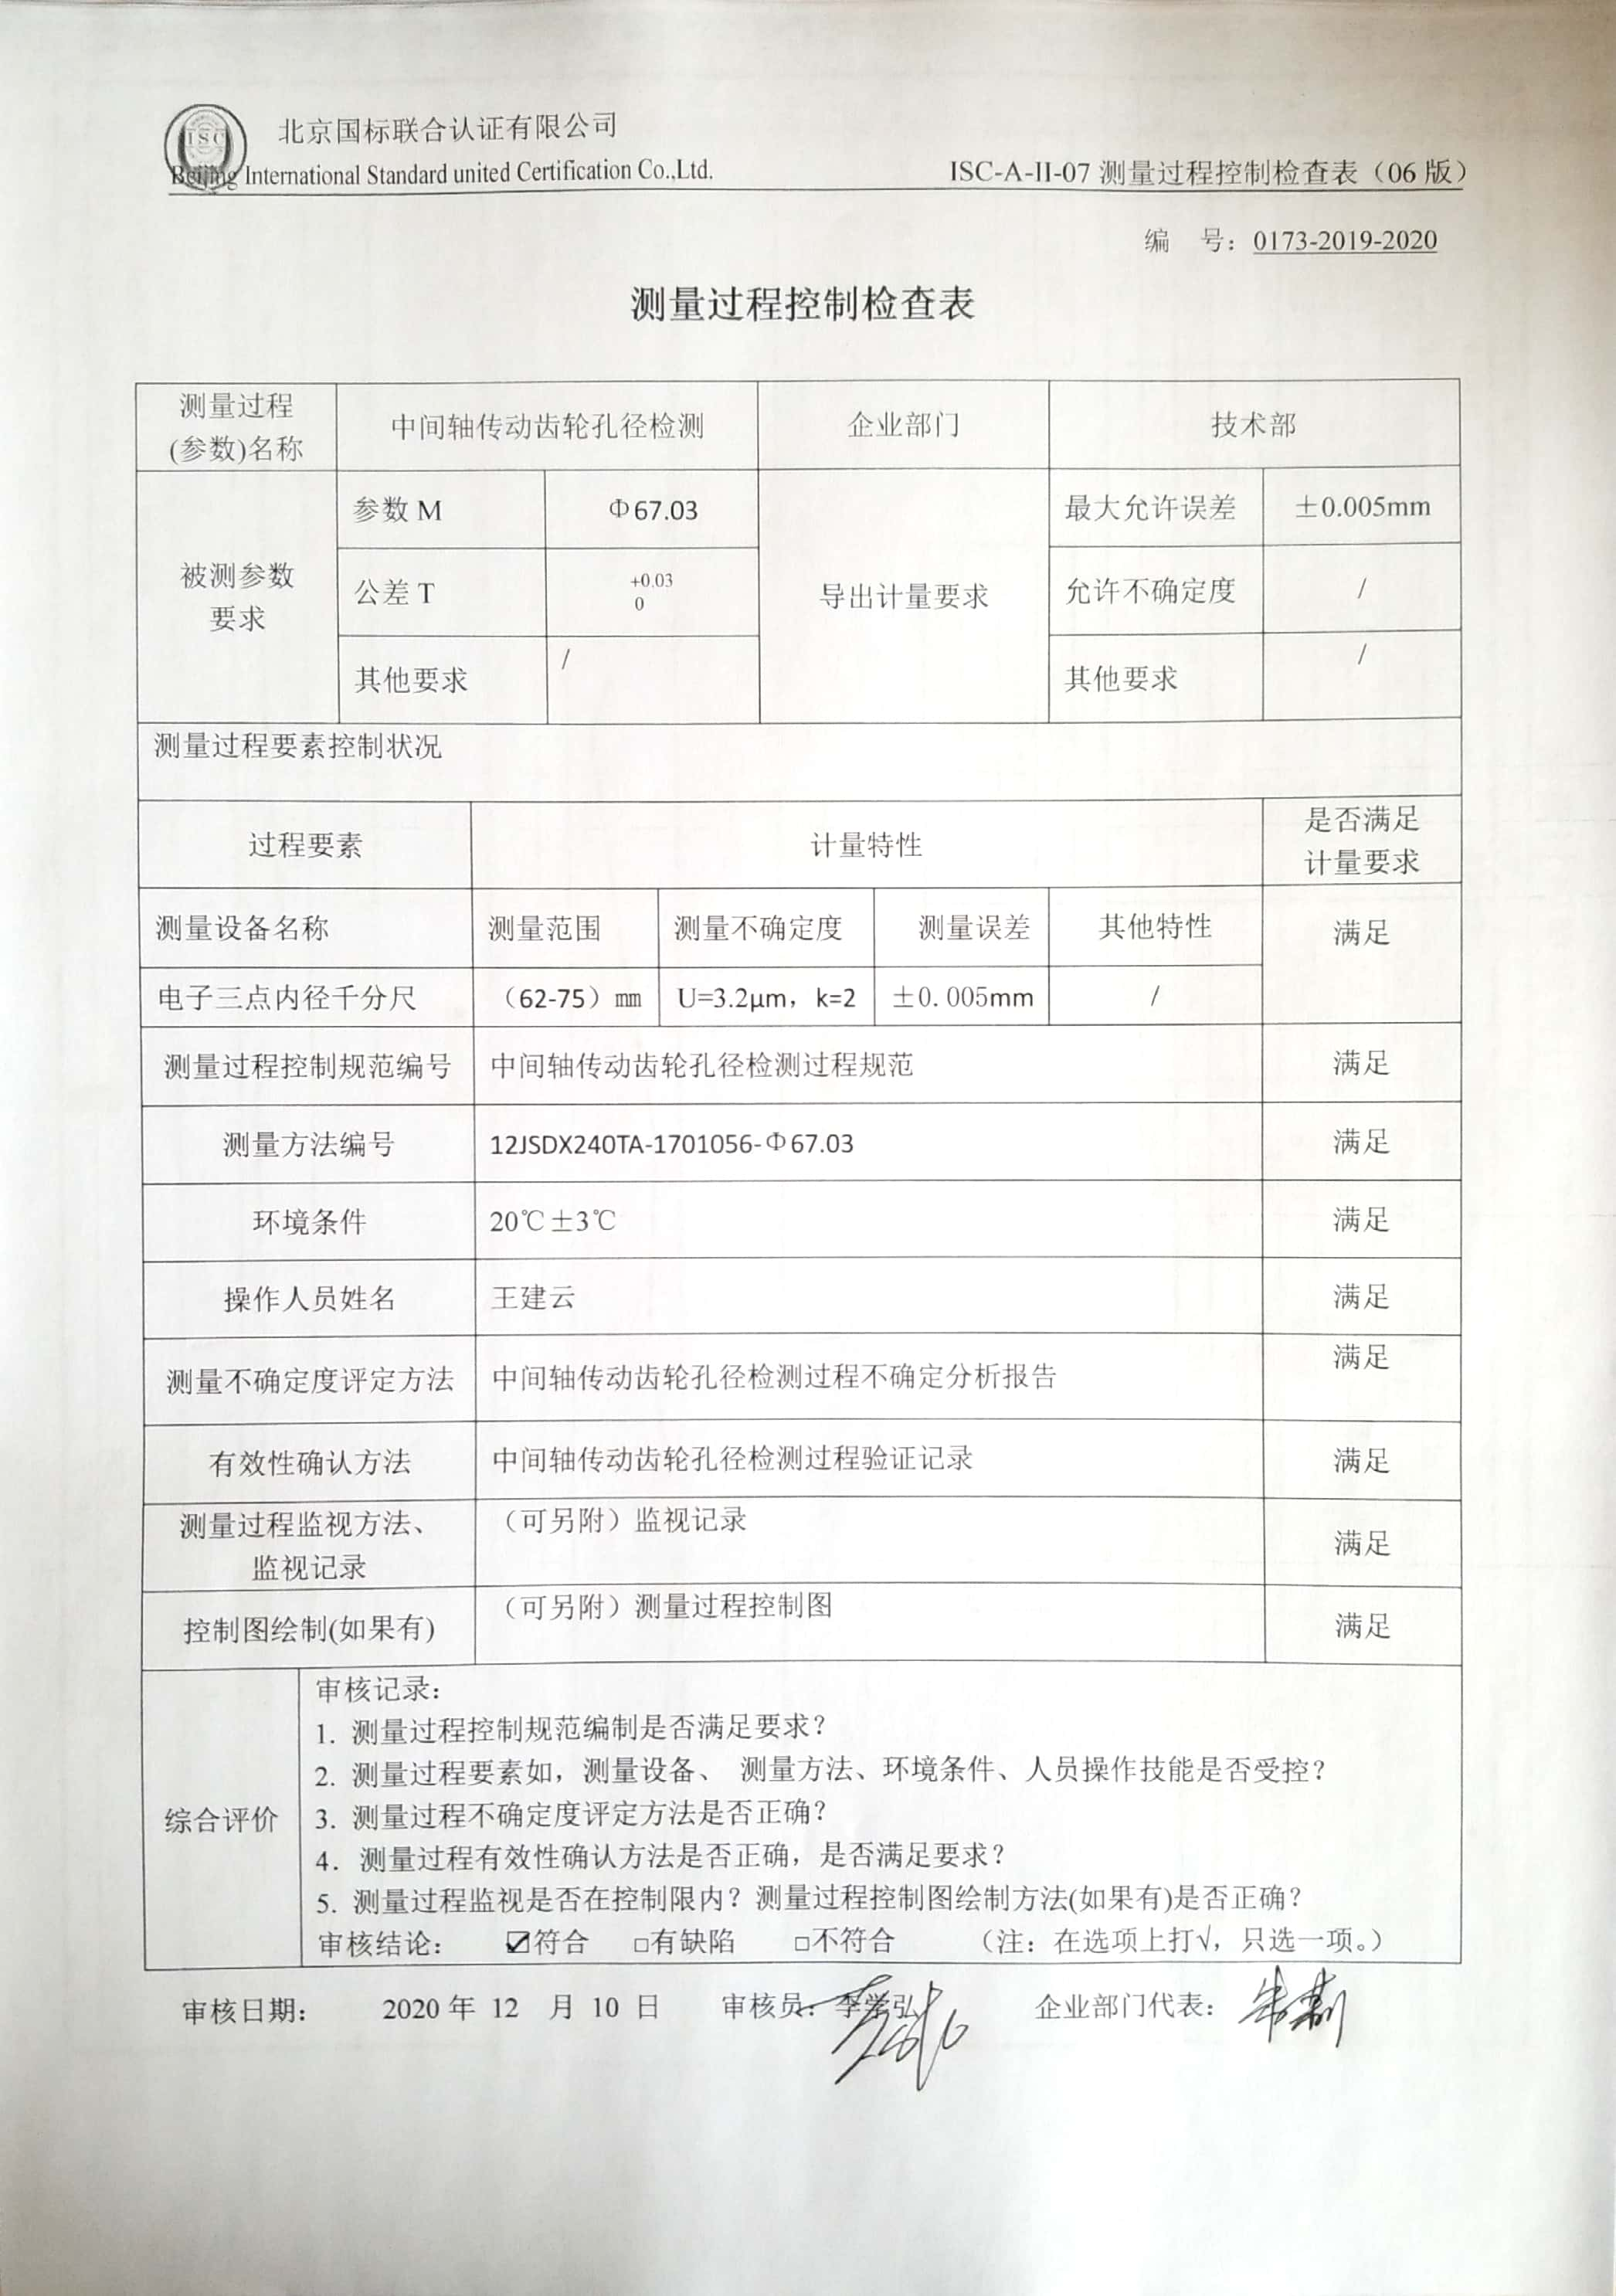 北京国标联合认证有限公司
Beijing International Standard united Certification Co.,Ltd.
ISC-A-II-07 测量过程控制检查表（06 版）
编 号：0173-2019-2020
测量过程控制检查表
测量过程
(参数)名称
中间轴传动齿轮孔径检测
企业部门
技术部
被测参数
要求
参数 M
Φ67.03
导出计量要求
最大允许误差
±0.005mm
公差 T
+0.03
0
允许不确定度
/
其他要求
/
其他要求
/
测量过程要素控制状况
过程要素
计量特性
是否满足
计量要求
测量设备名称
测量范围
测量不确定度
测量误差
其他特性
满足
电子三点内径千分尺
（62-75）㎜
U=3.2μm，k=2
±0.005mm
/
测量过程控制规范编号
中间轴传动齿轮孔径检测过程规范
满足
测量方法编号
12JSDX240TA-1701056-Φ67.03
满足
环境条件
20℃±3℃
满足
操作人员姓名
王建云
满足
测量不确定度评定方法
中间轴传动齿轮孔径检测过程不确定分析报告
满足
有效性确认方法
中间轴传动齿轮孔径检测过程验证记录
满足
测量过程监视方法、
监视记录
（可另附）监视记录
满足
控制图绘制(如果有)
（可另附）测量过程控制图
满足
综合评价
审核记录：
1. 测量过程控制规范编制是否满足要求？
2. 测量过程要素如，测量设备、 测量方法、环境条件、人员操作技能是否受控？
3. 测量过程不确定度评定方法是否正确？
4. 测量过程有效性确认方法是否正确，是否满足要求？
5. 测量过程监视是否在控制限内？测量过程控制图绘制方法(如果有)是否正确？
审核结论： ☑符合 □有缺陷 □不符合 （注：在选项上打√，只选一项。）
审核日期： 2020 年 12 月 10 日 审核员：李学弘 企业部门代表：